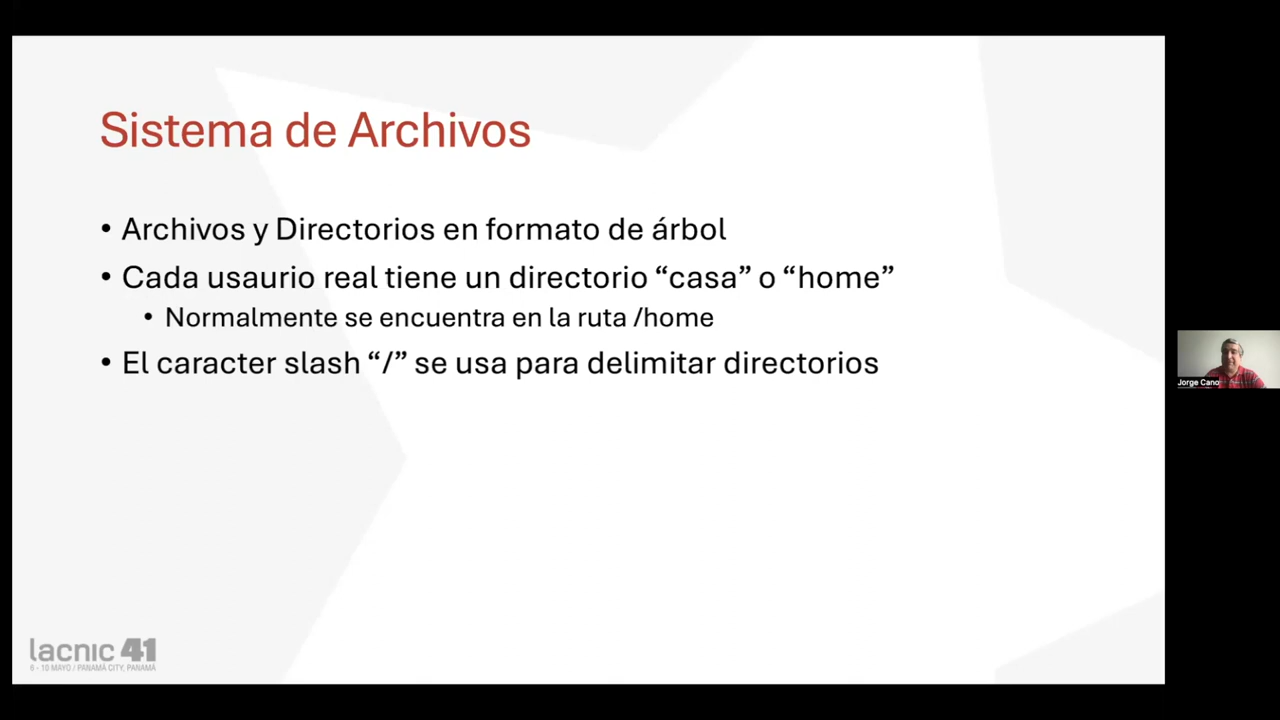 Sistema de Archivos
• Archivos y Directorios en formato de árbol
• Cada usaurio real tiene un directorio “casa” o “home”
• Normalmente se encuentra en la ruta /home
• El caracter slash “/” se usa para delimitar directorios
Jorge Cano
lacnic 41
6 - 10 MAYO / PANAMÁ CITY, PANAMÁ